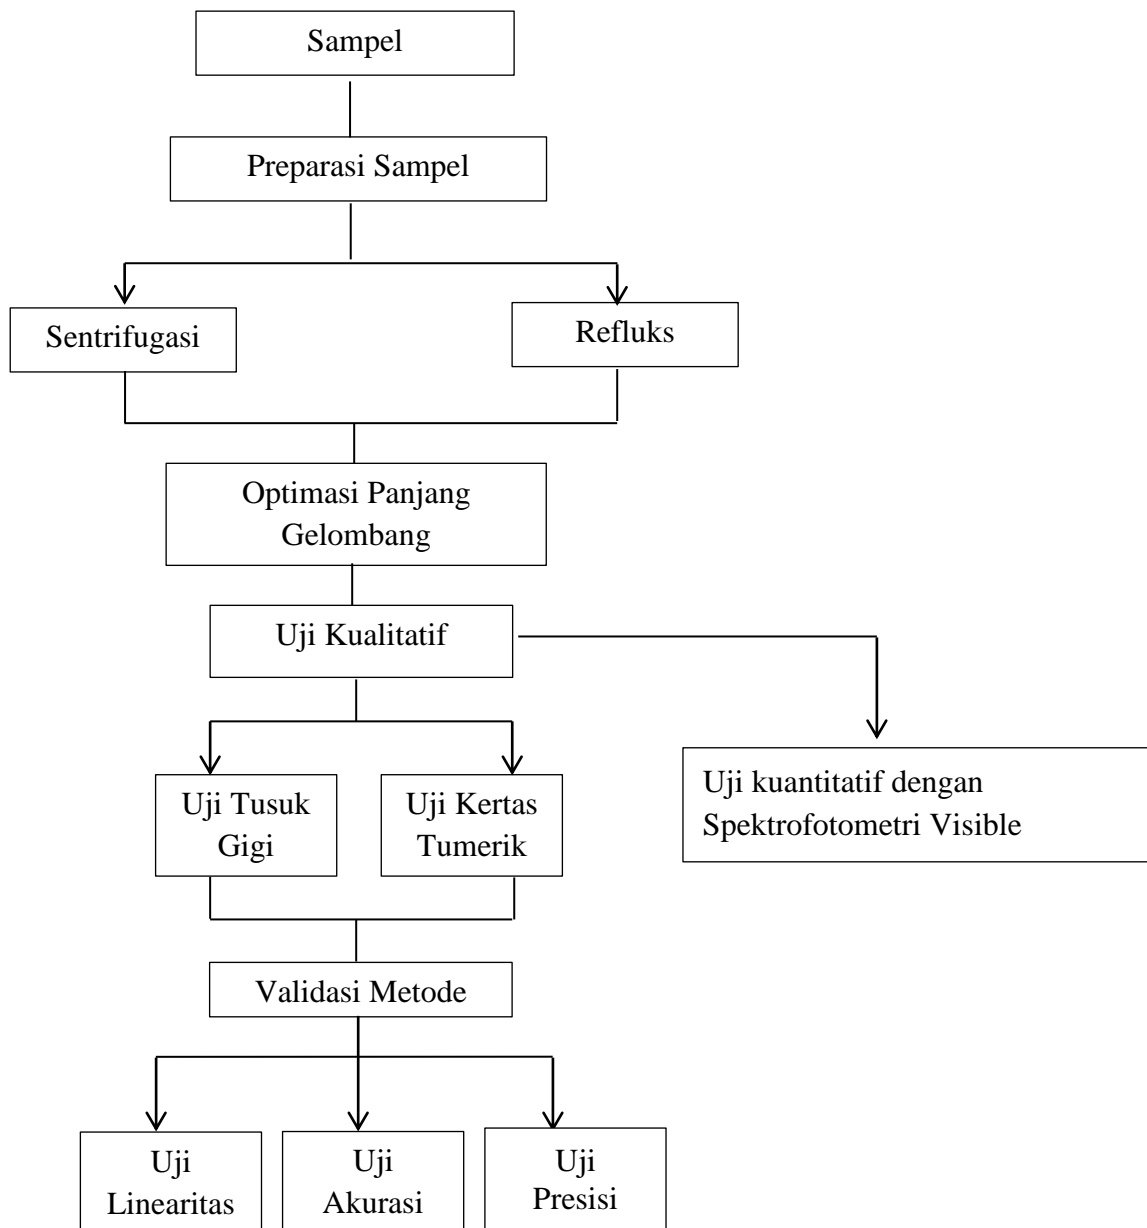 Sampel
Preparasi Sampel
Sentrifugasi
Refluks
Optimasi Panjang
Gelombang
Uji Kualitatif
Uji Tusuk
Gigi
Uji Kertas
Tumerik
Uji kuantitatif dengan
Spektrofotometri Visible
Validasi Metode
Uji
Linearitas
Uji
Akurasi
Uji
Presisi